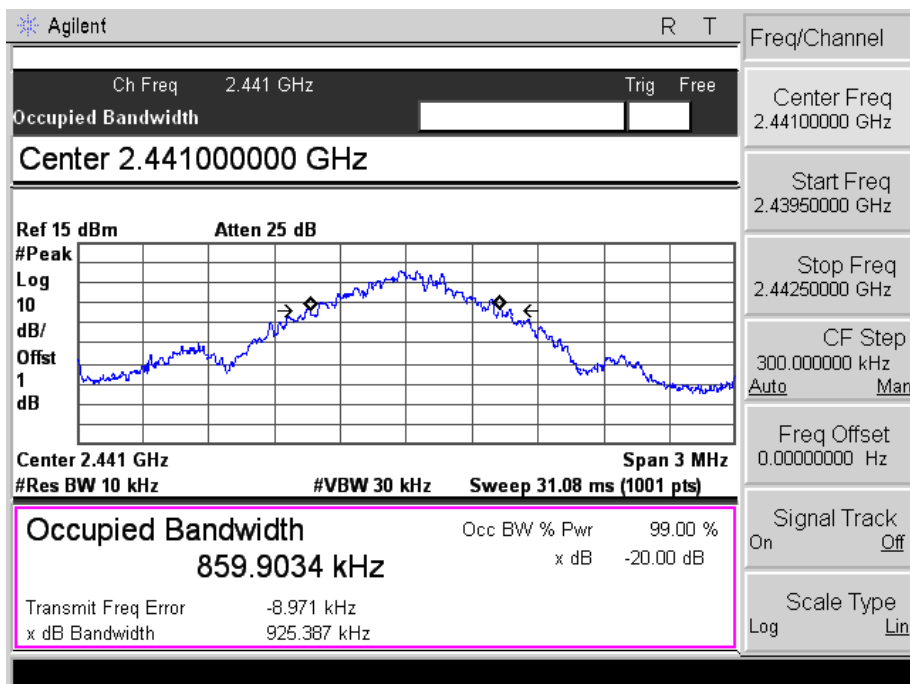 Agilent R T
Ch Freq 2.441 GHz Trig Free
Occupied Bandwidth
Center 2.441000000 GHz
Ref 15 dBm Atten 25 dB
#Peak
Log
10
dB/
Offst
1
dB
Center 2.441 GHz Span 3 MHz
#Res BW 10 kHz #VBW 30 kHz Sweep 31.08 ms (1001 pts)
Occupied Bandwidth
859.9034 kHz
Occ BW % Pwr 99.00 %
x dB -20.00 dB
Transmit Freq Error -8.971 kHz
x dB Bandwidth 925.387 kHz
Freq/Channel
Center Freq
2.44100000 GHz
Start Freq
2.43950000 GHz
Stop Freq
2.44250000 GHz
CF Step
300.000000 kHz
Auto Man
Freq Offset
0.00000000 Hz
Signal Track
On Off
Scale Type
Log Lin